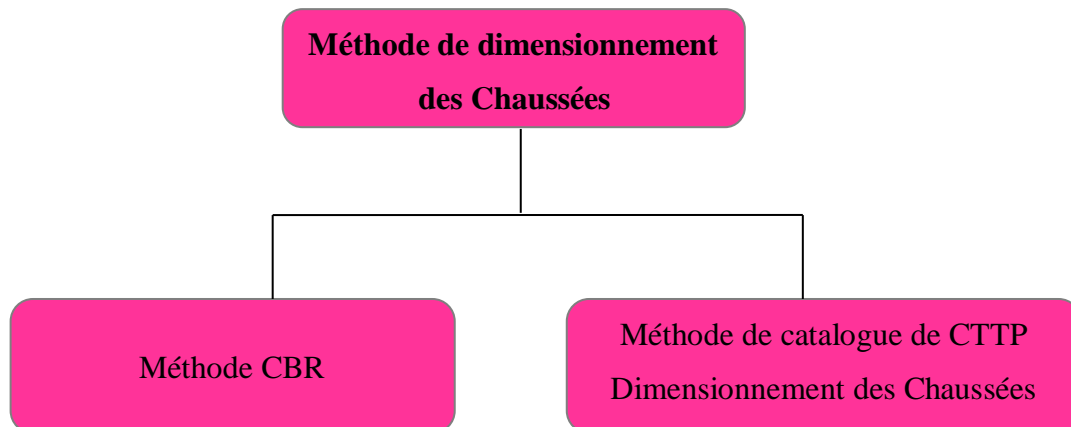 Méthode de dimensionnement
des Chaussées
Méthode CBR
Méthode de catalogue de CTTP
Dimensionnement des Chaussées